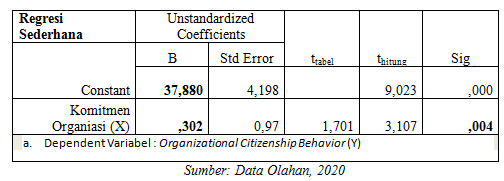 Regresi Sederhana
Unstandardized Coefficients
B Std Error ttabel thitung Sig
Constant 37,880 4,198 9,023 ,000
Komitmen
Organiasi (X) ,302 0,97 1,701 3,107 ,004
a. Dependent Variabel : Organizational Citizenship Behavior (Y)
Sumber: Data Olahan, 2020